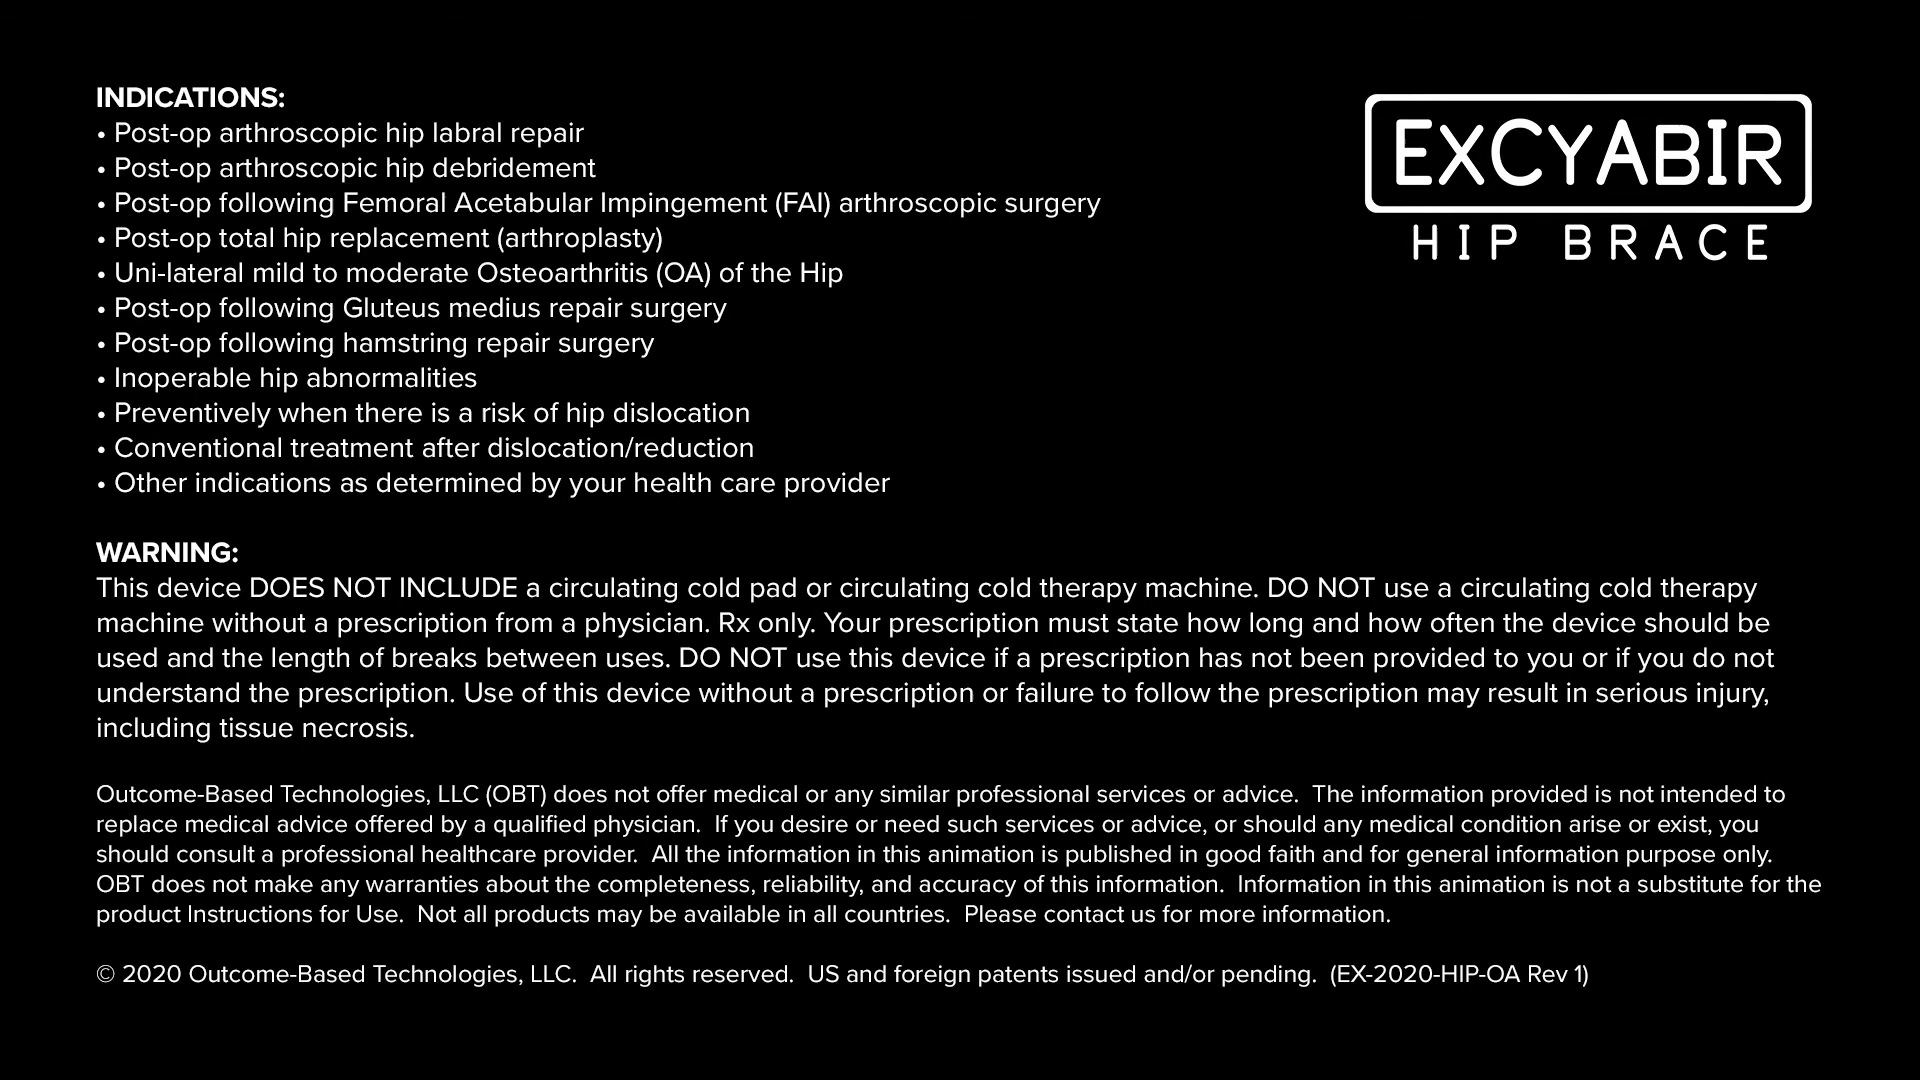 INDICATIONS:
• Post-op arthroscopic hip labral repair
• Post-op arthroscopic hip debridement
• Post-op following Femoral Acetabular Impingement (FAI) arthroscopic surgery
• Post-op total hip replacement (arthroplasty)
• Uni-lateral mild to moderate Osteoarthritis (OA) of the Hip
• Post-op following Gluteus medius repair surgery
• Post-op following hamstring repair surgery
• Inoperable hip abnormalities
• Preventively when there is a risk of hip dislocation
• Conventional treatment after dislocation/reduction
• Other indications as determined by your health care provider
EXCYABIR
HIP BRACE
WARNING:
This device DOES NOT INCLUDE a circulating cold pad or circulating cold therapy machine. DO NOT use a circulating cold therapy
machine without a prescription from a physician. Rx only. Your prescription must state how long and how often the device should be
used and the length of breaks between uses. DO NOT use this device if a prescription has not been provided to you or if you do not
understand the prescription. Use of this device without a prescription or failure to follow the prescription may result in serious injury,
including tissue necrosis.
Outcome-Based Technologies, LLC (OBT) does not offer medical or any similar professional services or advice.  The information provided is not intended to
replace medical advice offered by a qualified physician.  If you desire or need such services or advice, or should any medical condition arise or exist, you
should consult a professional healthcare provider.  All the information in this animation is published in good faith and for general information purpose only.
OBT does not make any warranties about the completeness, reliability, and accuracy of this information.  Information in this animation is not a substitute for the
product Instructions for Use.  Not all products may be available in all countries.  Please contact us for more information.
© 2020 Outcome-Based Technologies, LLC.  All rights reserved.  US and foreign patents issued and/or pending.  (EX-2020-HIP-OA Rev 1)